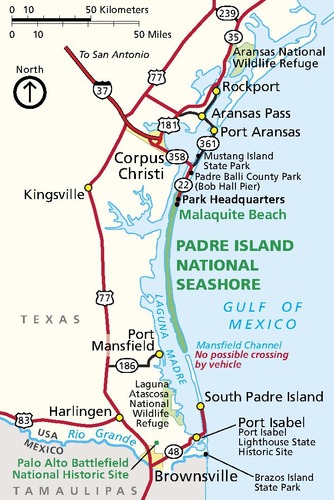 0 10 50 Kilometers
0 10 50 Miles
To San Antonio
North
239
35
77
37
Aransas National
Wildlife Refuge
Rockport
181
Aransas Pass
Port Aransas
361
Corpus
Christi
358
Mustang Island
State Park
Padre Balli County Park
(Bob Hall Pier)
22
Kingsville
Park Headquarters
Malaquite Beach
PADRE ISLAND
NATIONAL
SEASHORE
77
GULF OF
MEXICO
TEXAS
LAGUNA MADRE
Port
Mansfield
Mansfield Channel
No possible crossing
by vehicle
186
Laguna
Atascosa
National
Wildlife
Refuge
South Padre Island
Harlingen
83
USA
MEXICO
Rio Grande
Port Isabel
Port Isabel
Lighthouse State
Historic Site
48
Palo Alto Battlefield
National Historic Site
Brownsville
Brazos Island
State Park
TAMAULIPAS